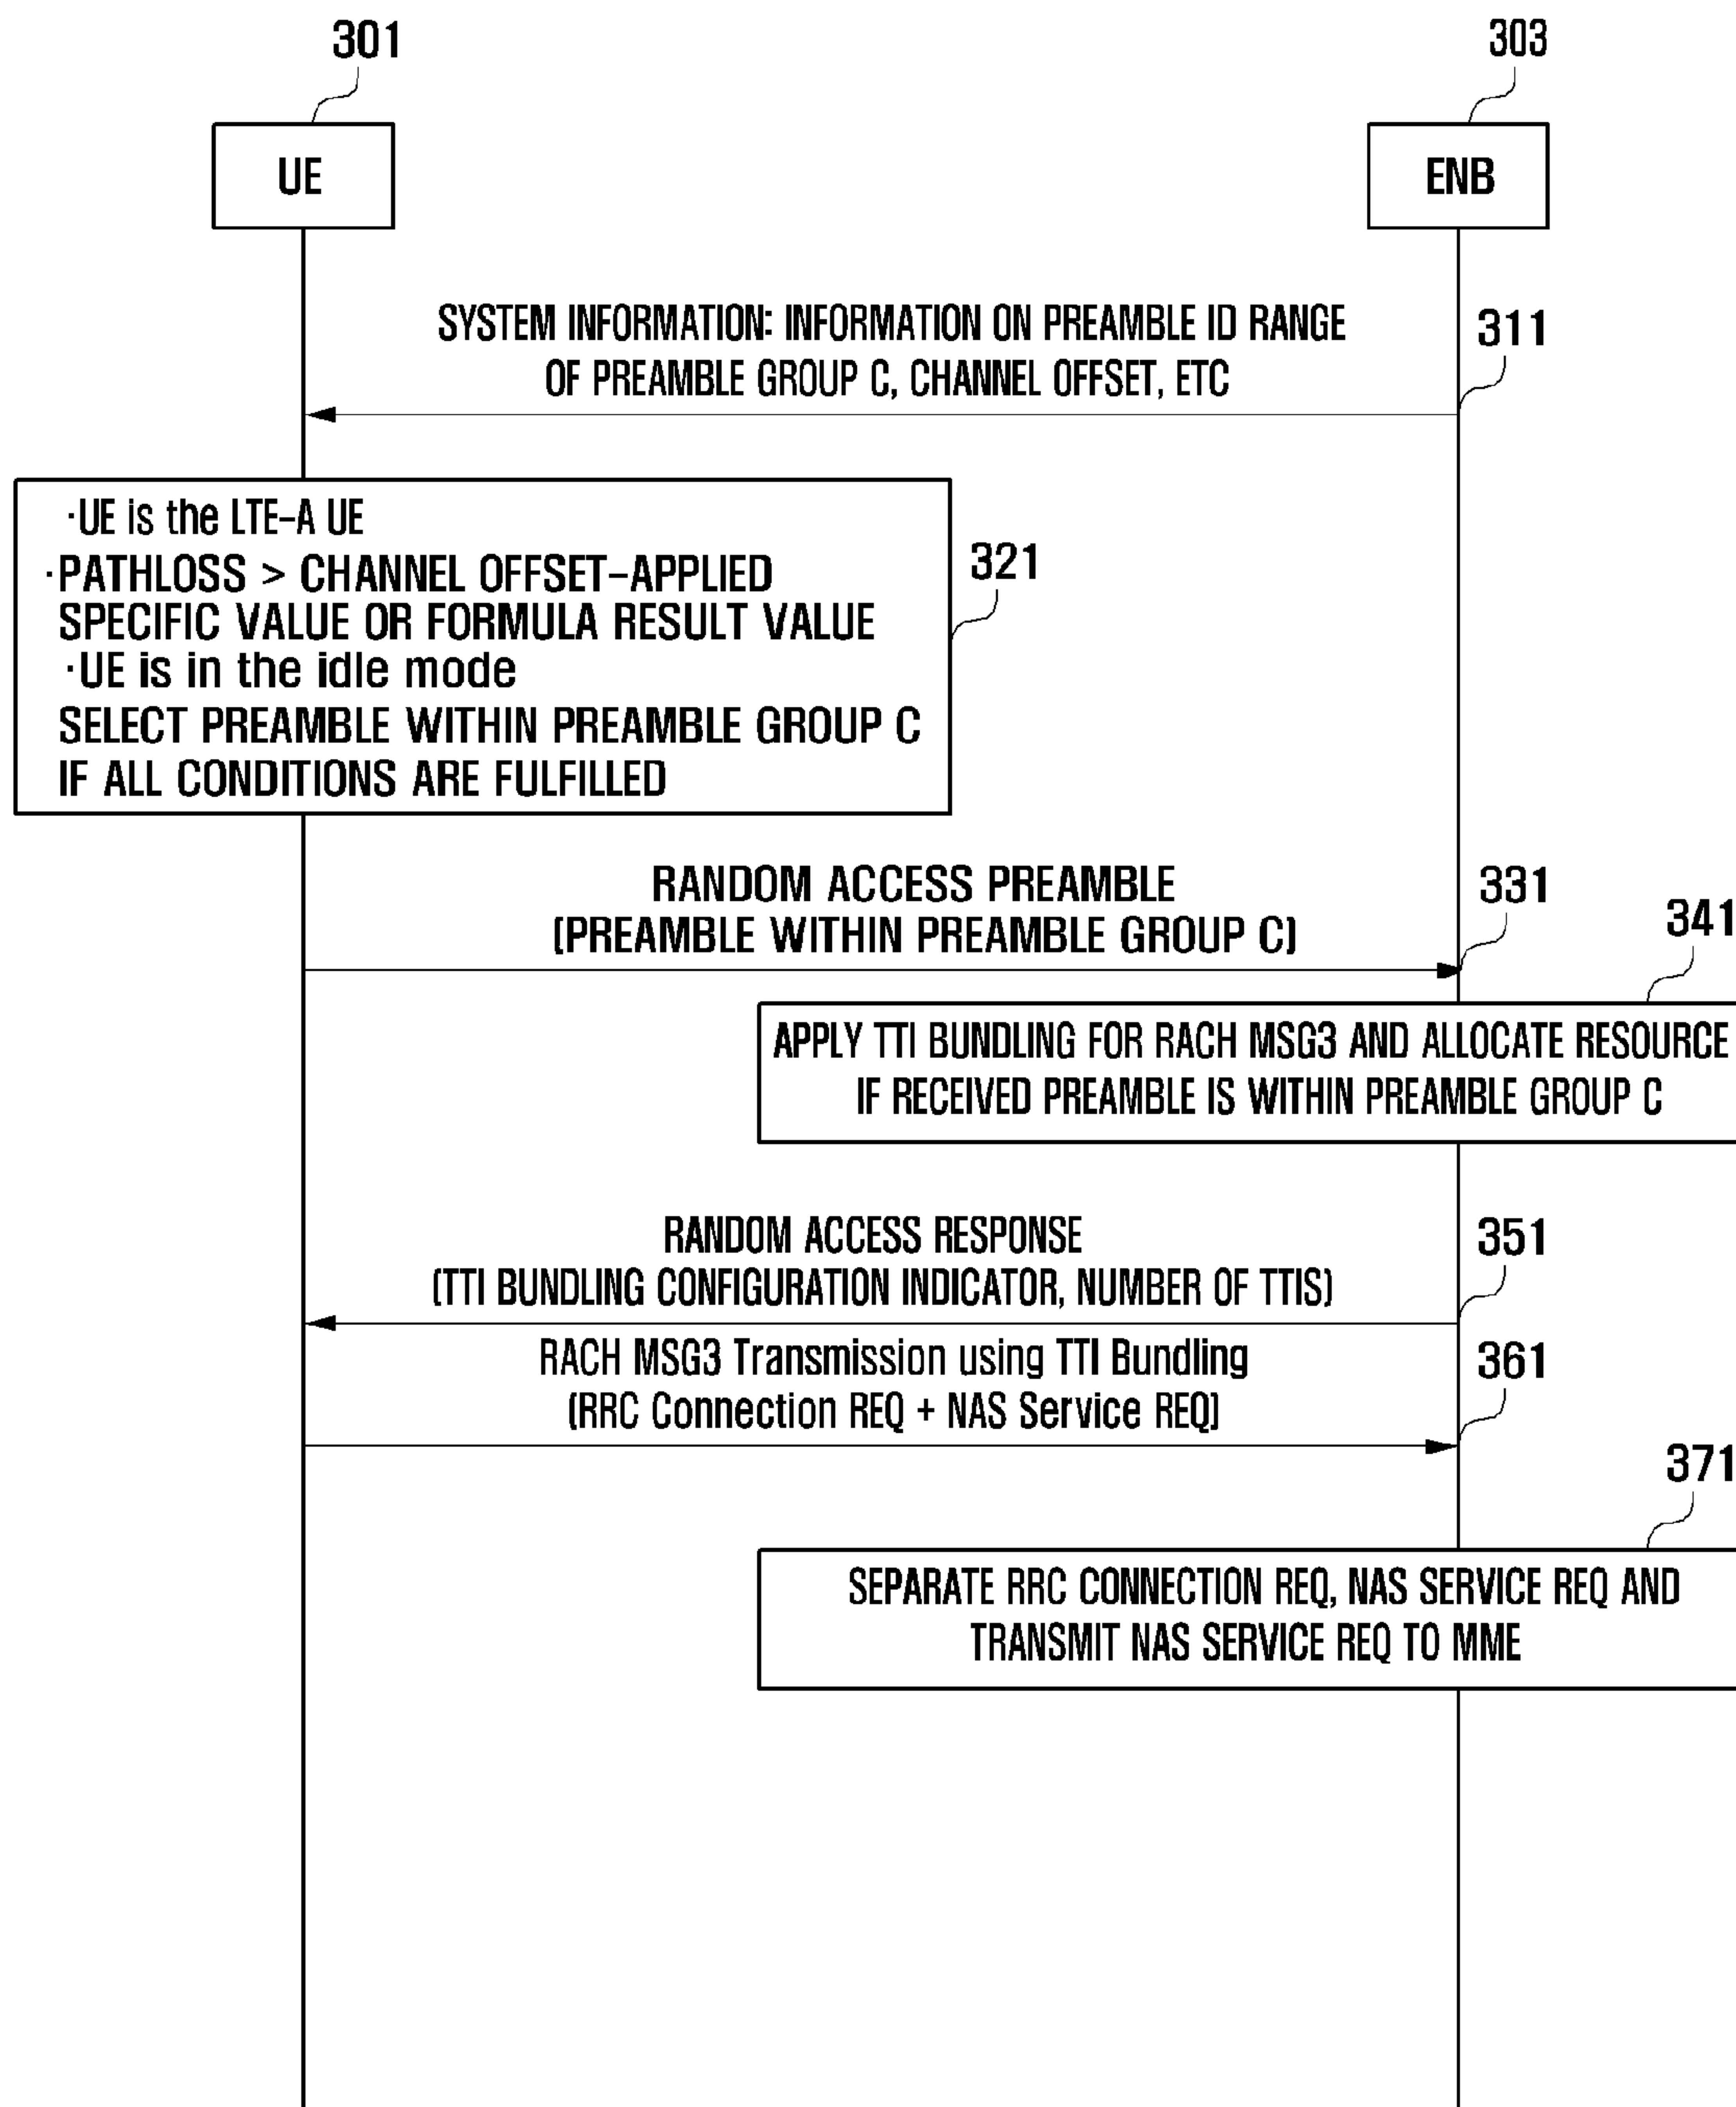 301
303
UE
ENB
SYSTEM INFORMATION: INFORMATION ON PREAMBLE ID RANGE
OF PREAMBLE GROUP C, CHANNEL OFFSET, ETC
311
·UE is the LTE-A UE
·PATHLOSS > CHANNEL OFFSET-APPLIED
SPECIFIC VALUE OR FORMULA RESULT VALUE
·UE is in the idle mode
SELECT PREAMBLE WITHIN PREAMBLE GROUP C
IF ALL CONDITIONS ARE FULFILLED
321
RANDOM ACCESS PREAMBLE
(PREAMBLE WITHIN PREAMBLE GROUP C)
331
341
APPLY TTI BUNDLING FOR RACH MSG3 AND ALLOCATE RESOURCE
IF RECEIVED PREAMBLE IS WITHIN PREAMBLE GROUP C
RANDOM ACCESS RESPONSE
(TTI BUNDLING CONFIGURATION INDICATOR, NUMBER OF TTIS)
351
RACH MSG3 Transmission using TTI Bundling
(RRC Connection REQ + NAS Service REQ)
361
371
SEPARATE RRC CONNECTION REQ, NAS SERVICE REQ AND
TRANSMIT NAS SERVICE REQ TO MME